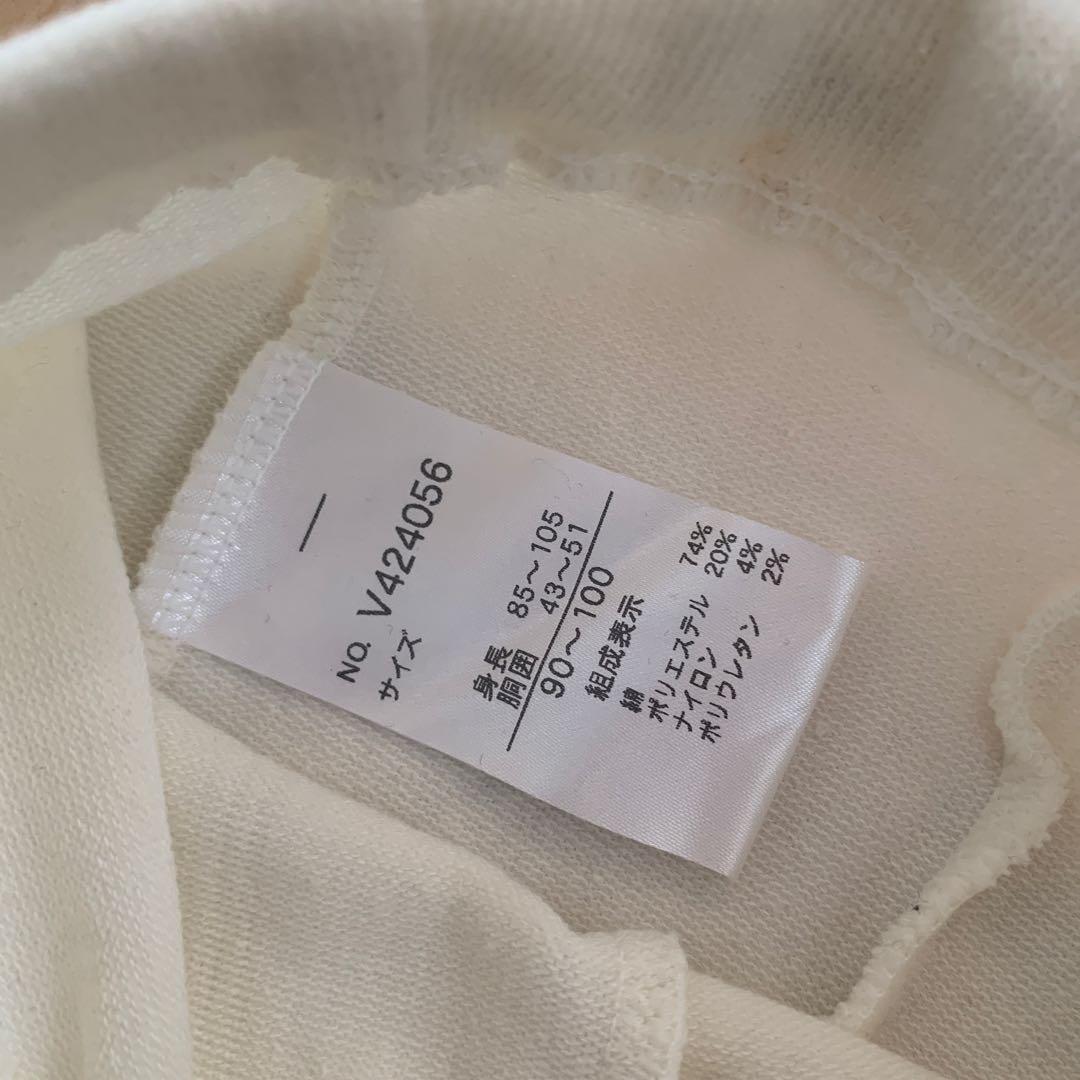 NO. V424056
サイズ
身長 85～105
胴囲 43～51
90～100
組成表示
綿 74%
ポリエステル 20%
ナイロン 4%
ポリウレタン 2%